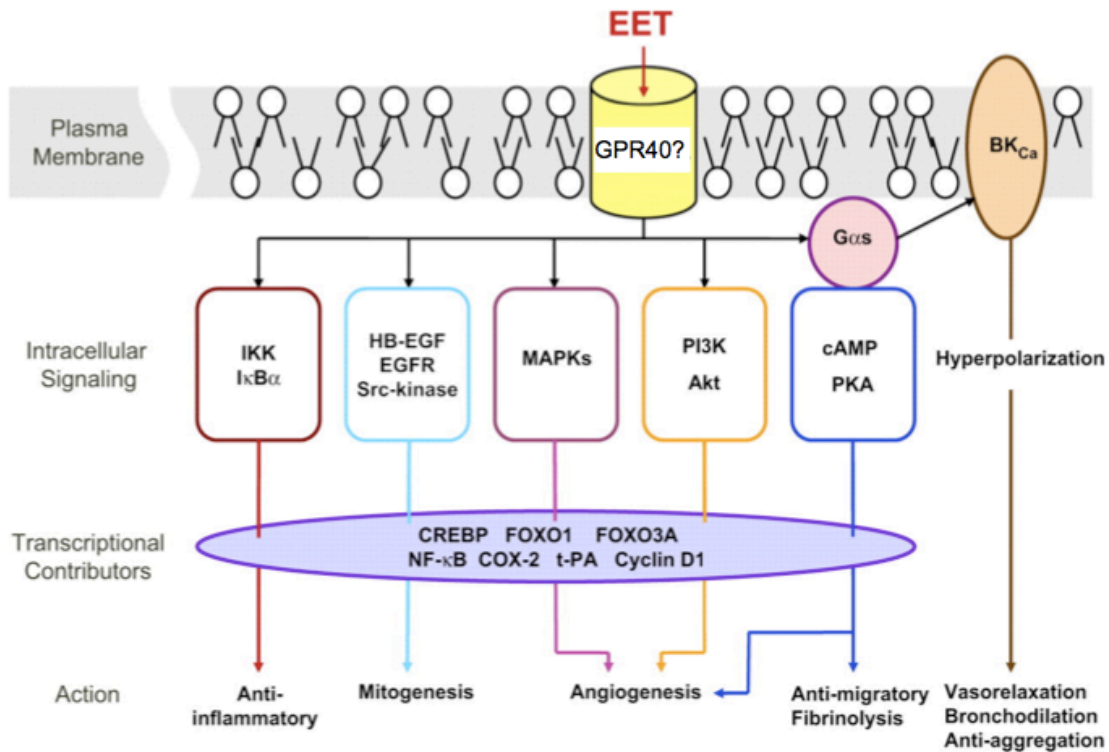 EET
Plasma
Membrane
GPR40?
BKCa
Gαs
Intracellular
Signaling
IKK
IκBα
HB-EGF
EGFR
Src-kinase
MAPKs
PI3K
Akt
cAMP
PKA
Hyperpolarization
Transcriptional
Contributors
CREBP FOXO1 FOXO3A
NF-κB COX-2 t-PA Cyclin D1
Action
Anti-
inflammatory
Mitogenesis
Angiogenesis
Anti-migratory
Fibrinolysis
Vasorelaxation
Bronchodilation
Anti-aggregation